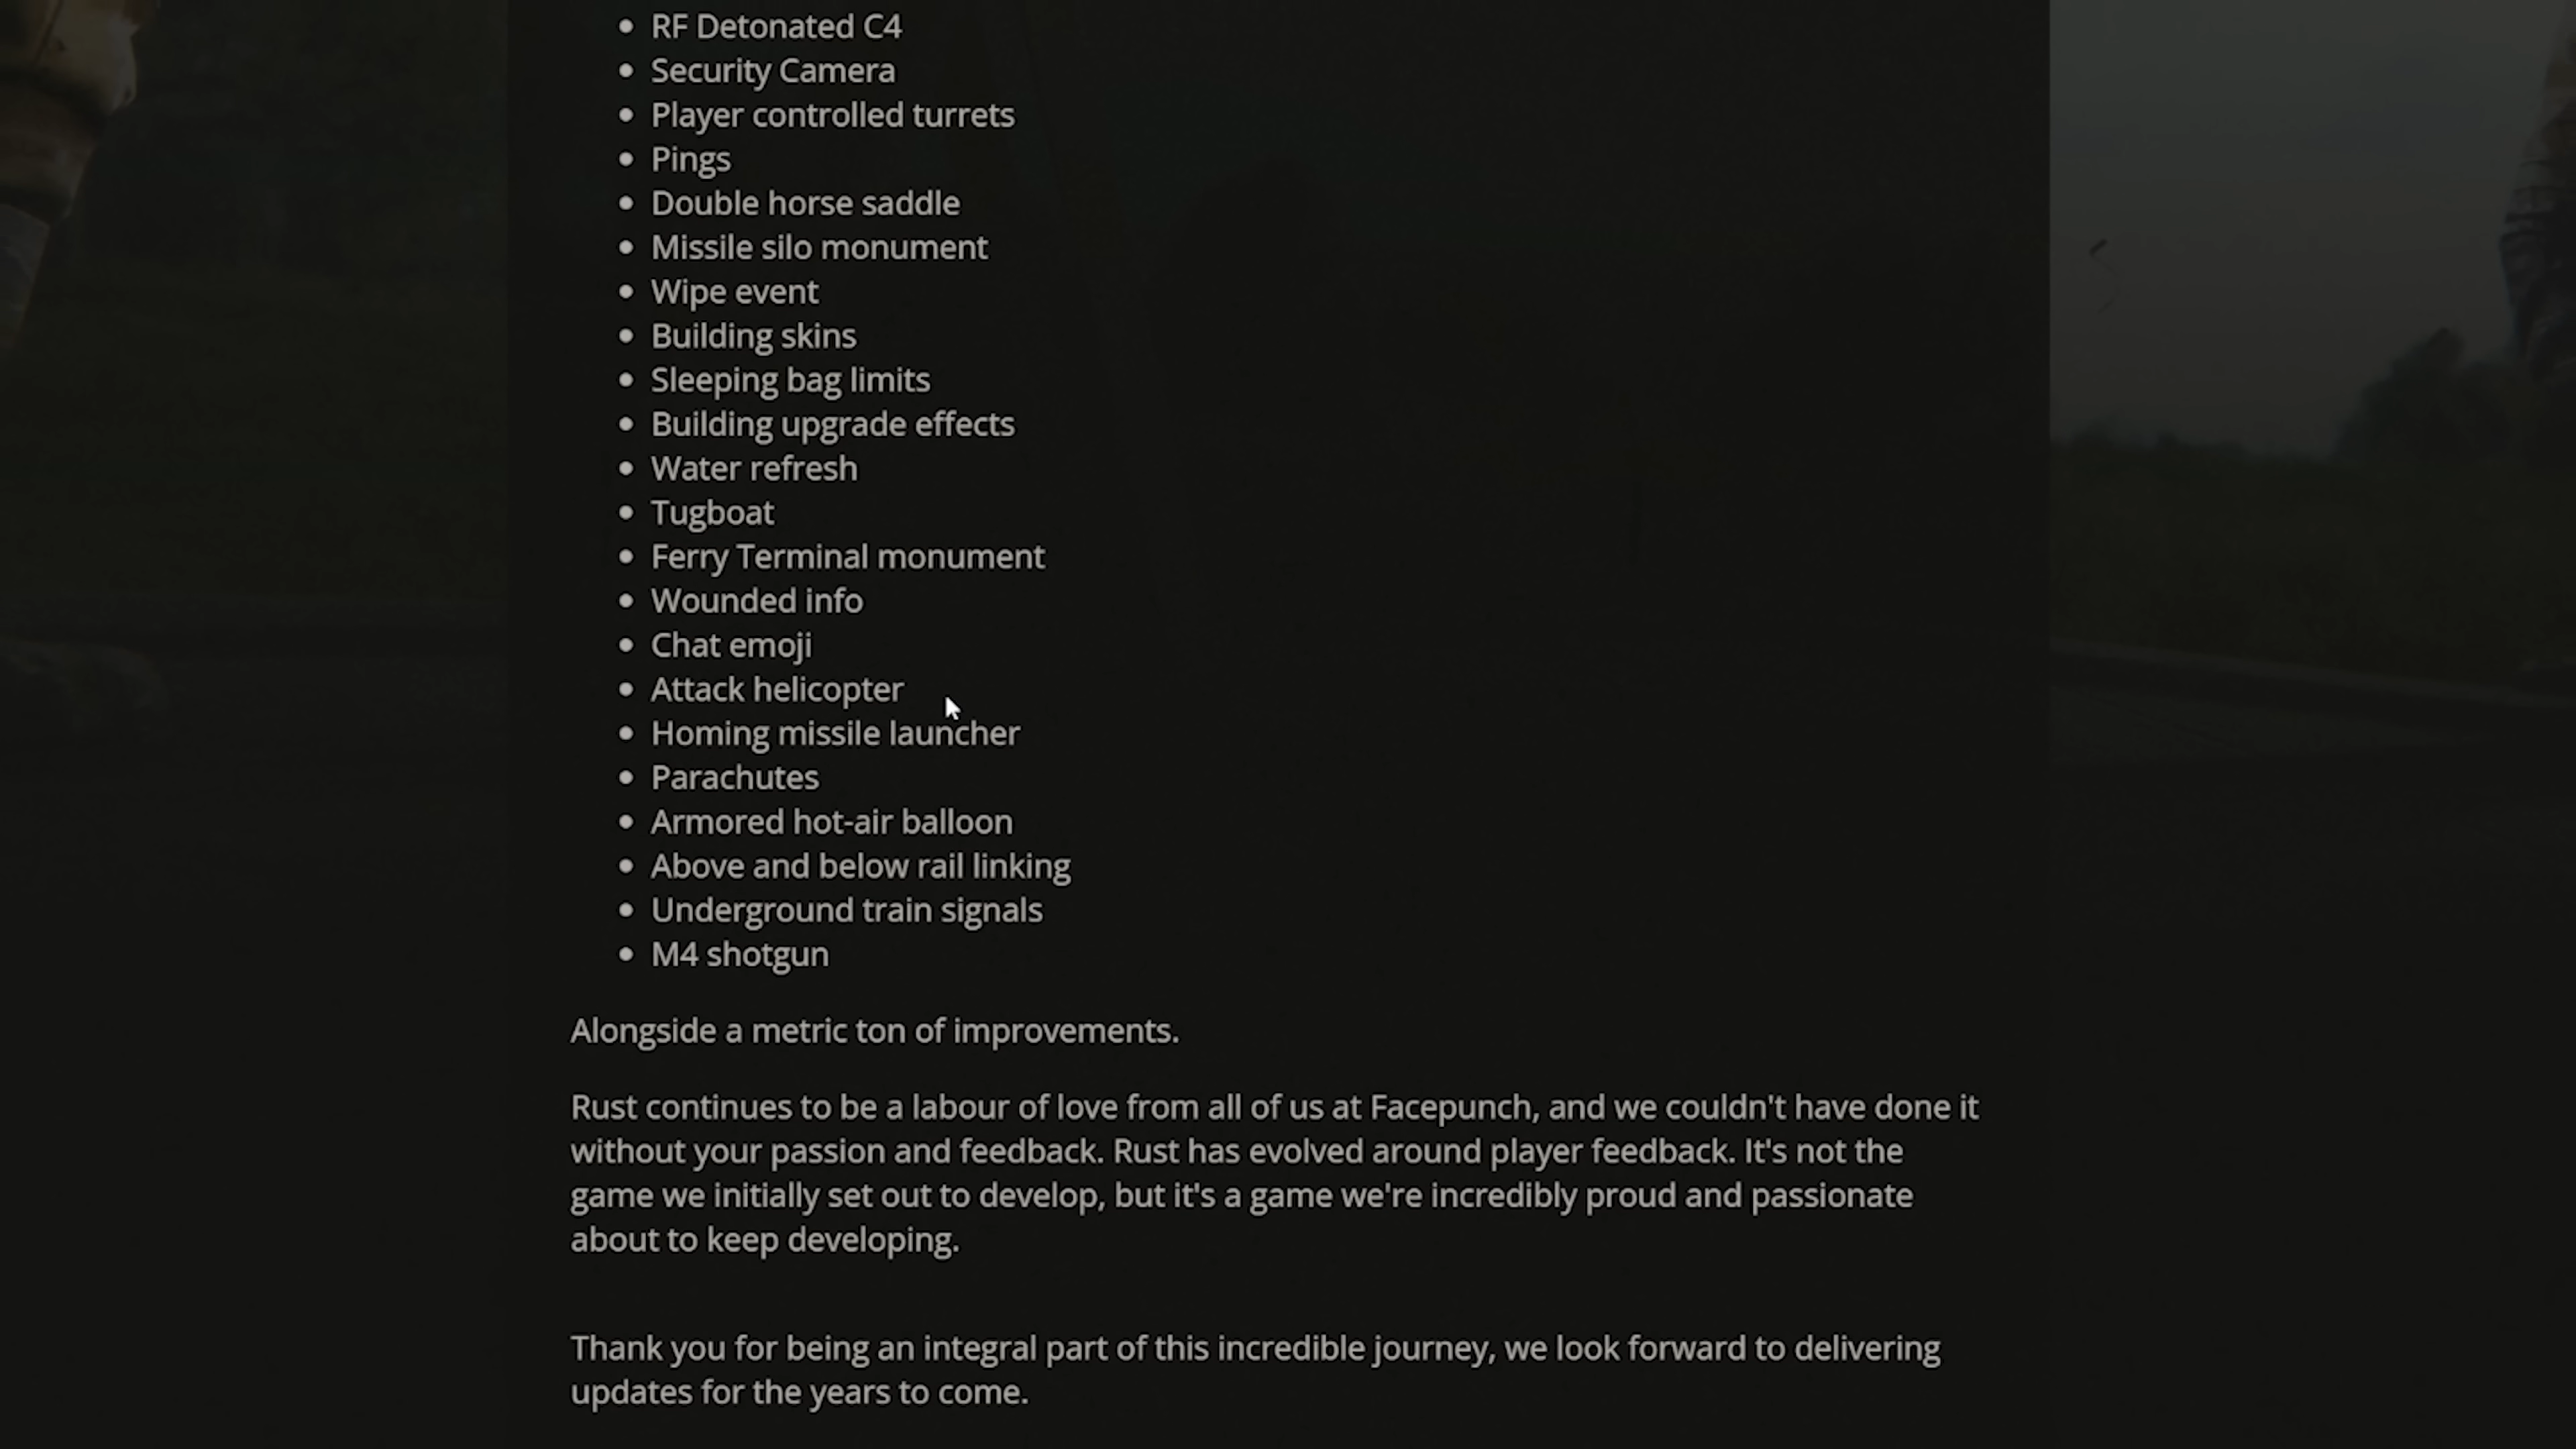 • RF Detonated C4
• Security Camera
• Player controlled turrets
• Pings
• Double horse saddle
• Missile silo monument
• Wipe event
• Building skins
• Sleeping bag limits
• Building upgrade effects
• Water refresh
• Tugboat
• Ferry Terminal monument
• Wounded info
• Chat emoji
• Attack helicopter
• Homing missile launcher
• Parachutes
• Armored hot-air balloon
• Above and below rail linking
• Underground train signals
• M4 shotgun
Alongside a metric ton of improvements.
Rust continues to be a labour of love from all of us at Facepunch, and we couldn't have done it
without your passion and feedback. Rust has evolved around player feedback. It's not the
game we initially set out to develop, but it's a game we're incredibly proud and passionate
about to keep developing.
Thank you for being an integral part of this incredible journey, we look forward to delivering
updates for the years to come.